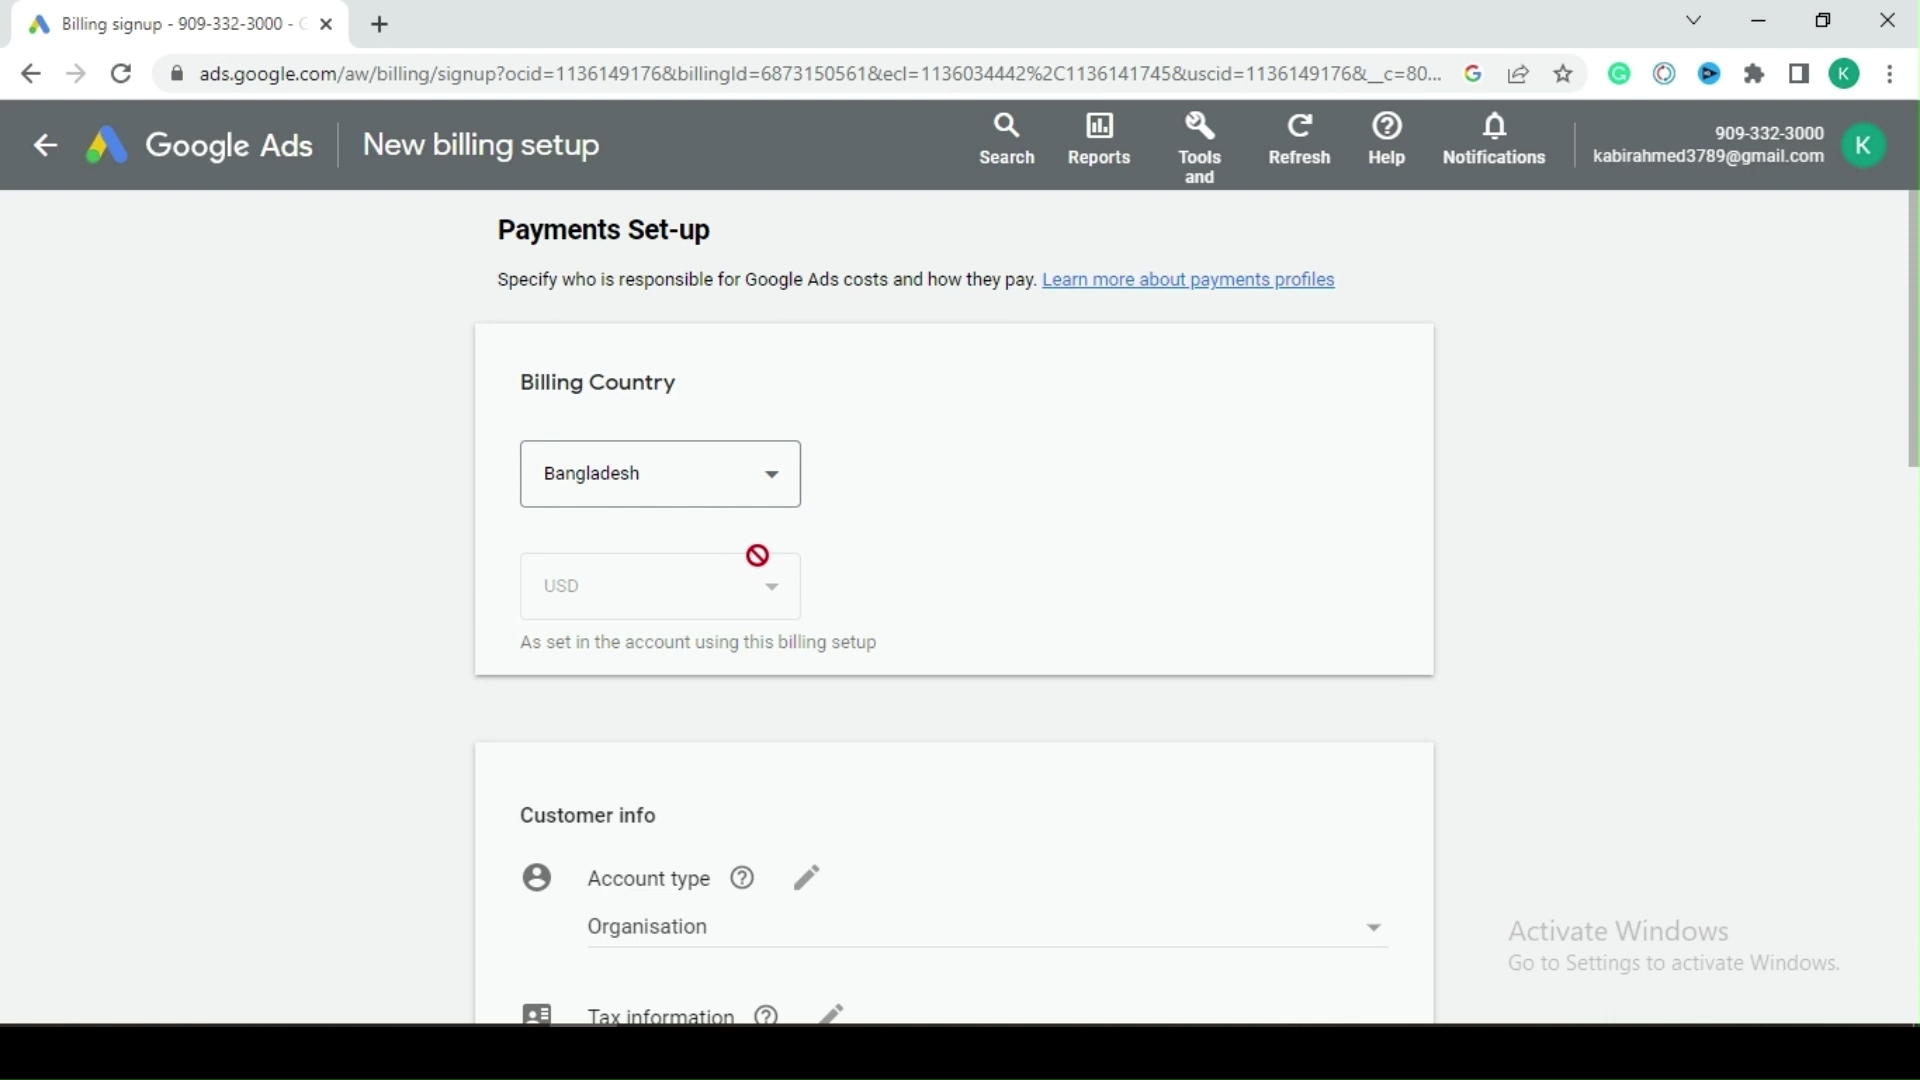 Billing signup - 909-332-3000 - G
ads.google.com/aw/billing/signup?ocid=1136149176&billingId=6873150561&ecl=1136034442%2C1136141745&uscid=1136149176&__c=80...
K
Google Ads
New billing setup
Search
Reports
Tools
and
Refresh
Help
Notifications
909-332-3000
kabirahmed3789@gmail.com
K
Payments Set-up
Specify who is responsible for Google Ads costs and how they pay. Learn more about payments profiles
Billing Country
Bangladesh
USD
As set in the account using this billing setup
Customer info
Account type
Organisation
Tax information
Activate Windows
Go to Settings to activate Windows.